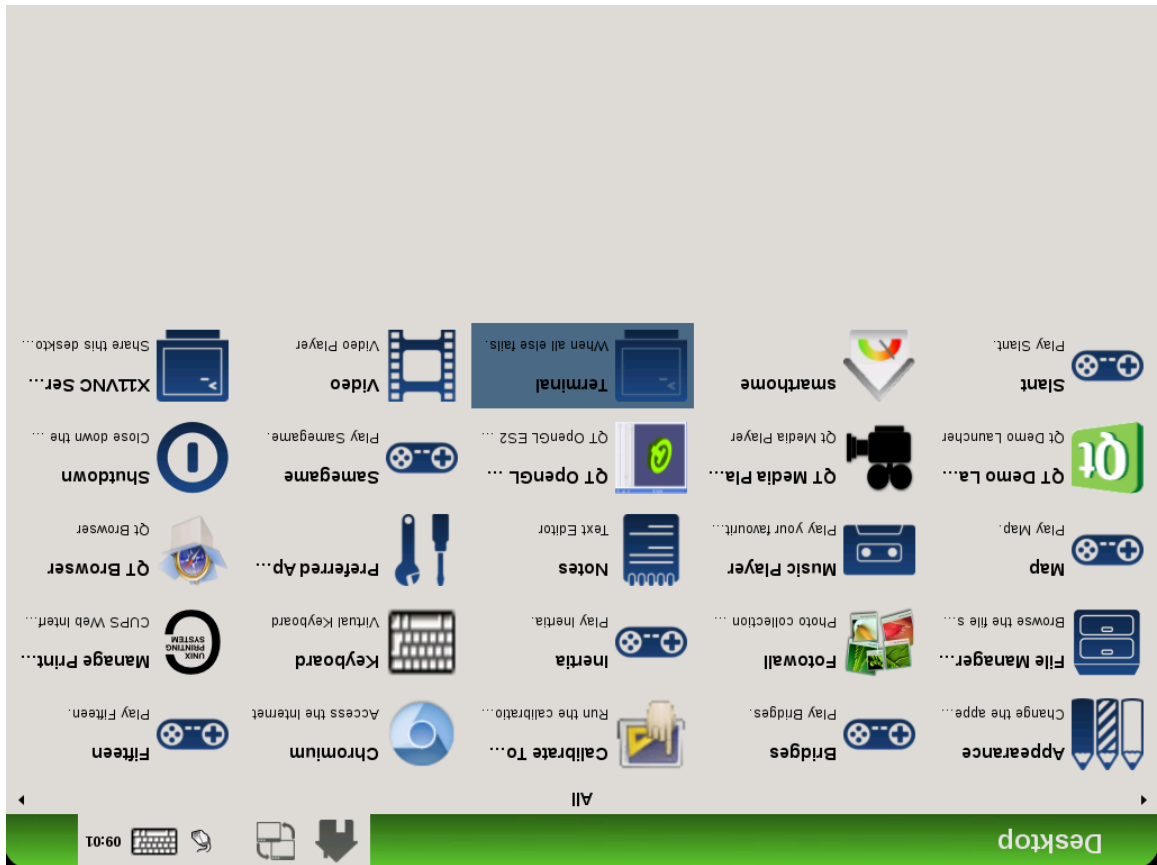 Desktop
09:01
All
Appearance
Change the appe...
Bridges
Play Bridges.
Calibrate To...
Run the calibratio...
Chromium
Access the Internet
Fifteen
Play Fifteen.
File Manager...
Browse the file s...
Fotowall
Photo collection ...
Inertia
Play Inertia.
Keyboard
Virtual Keyboard
UNIX
PRINTING
SYSTEM
Manage Print...
CUPS Web Interf...
Map
Play Map.
Music Player
Play your favourit...
Notes
Text Editor
Preferred Ap...
QT Browser
Qt Browser
Qt
QT Demo La...
Qt Demo Launcher
QT Media Pla...
Qt Media Player
QT OpenGL ...
QT OpenGL ES2 ...
Samegame
Play Samegame.
Shutdown
Close down the ...
Slant
Play Slant.
smarthome
>_
Terminal
When all else fails.
Video
Video Player
>_
X11VNC Ser...
Share this deskto...